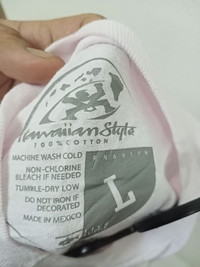 Hawaiian Style
100% COTTON
MACHINE WASH COLD
NON-CHLORINE
BLEACH IF NEEDED
TUMBLE-DRY LOW
DO NOT IRON IF
DECORATED
MADE IN MEXICO
L